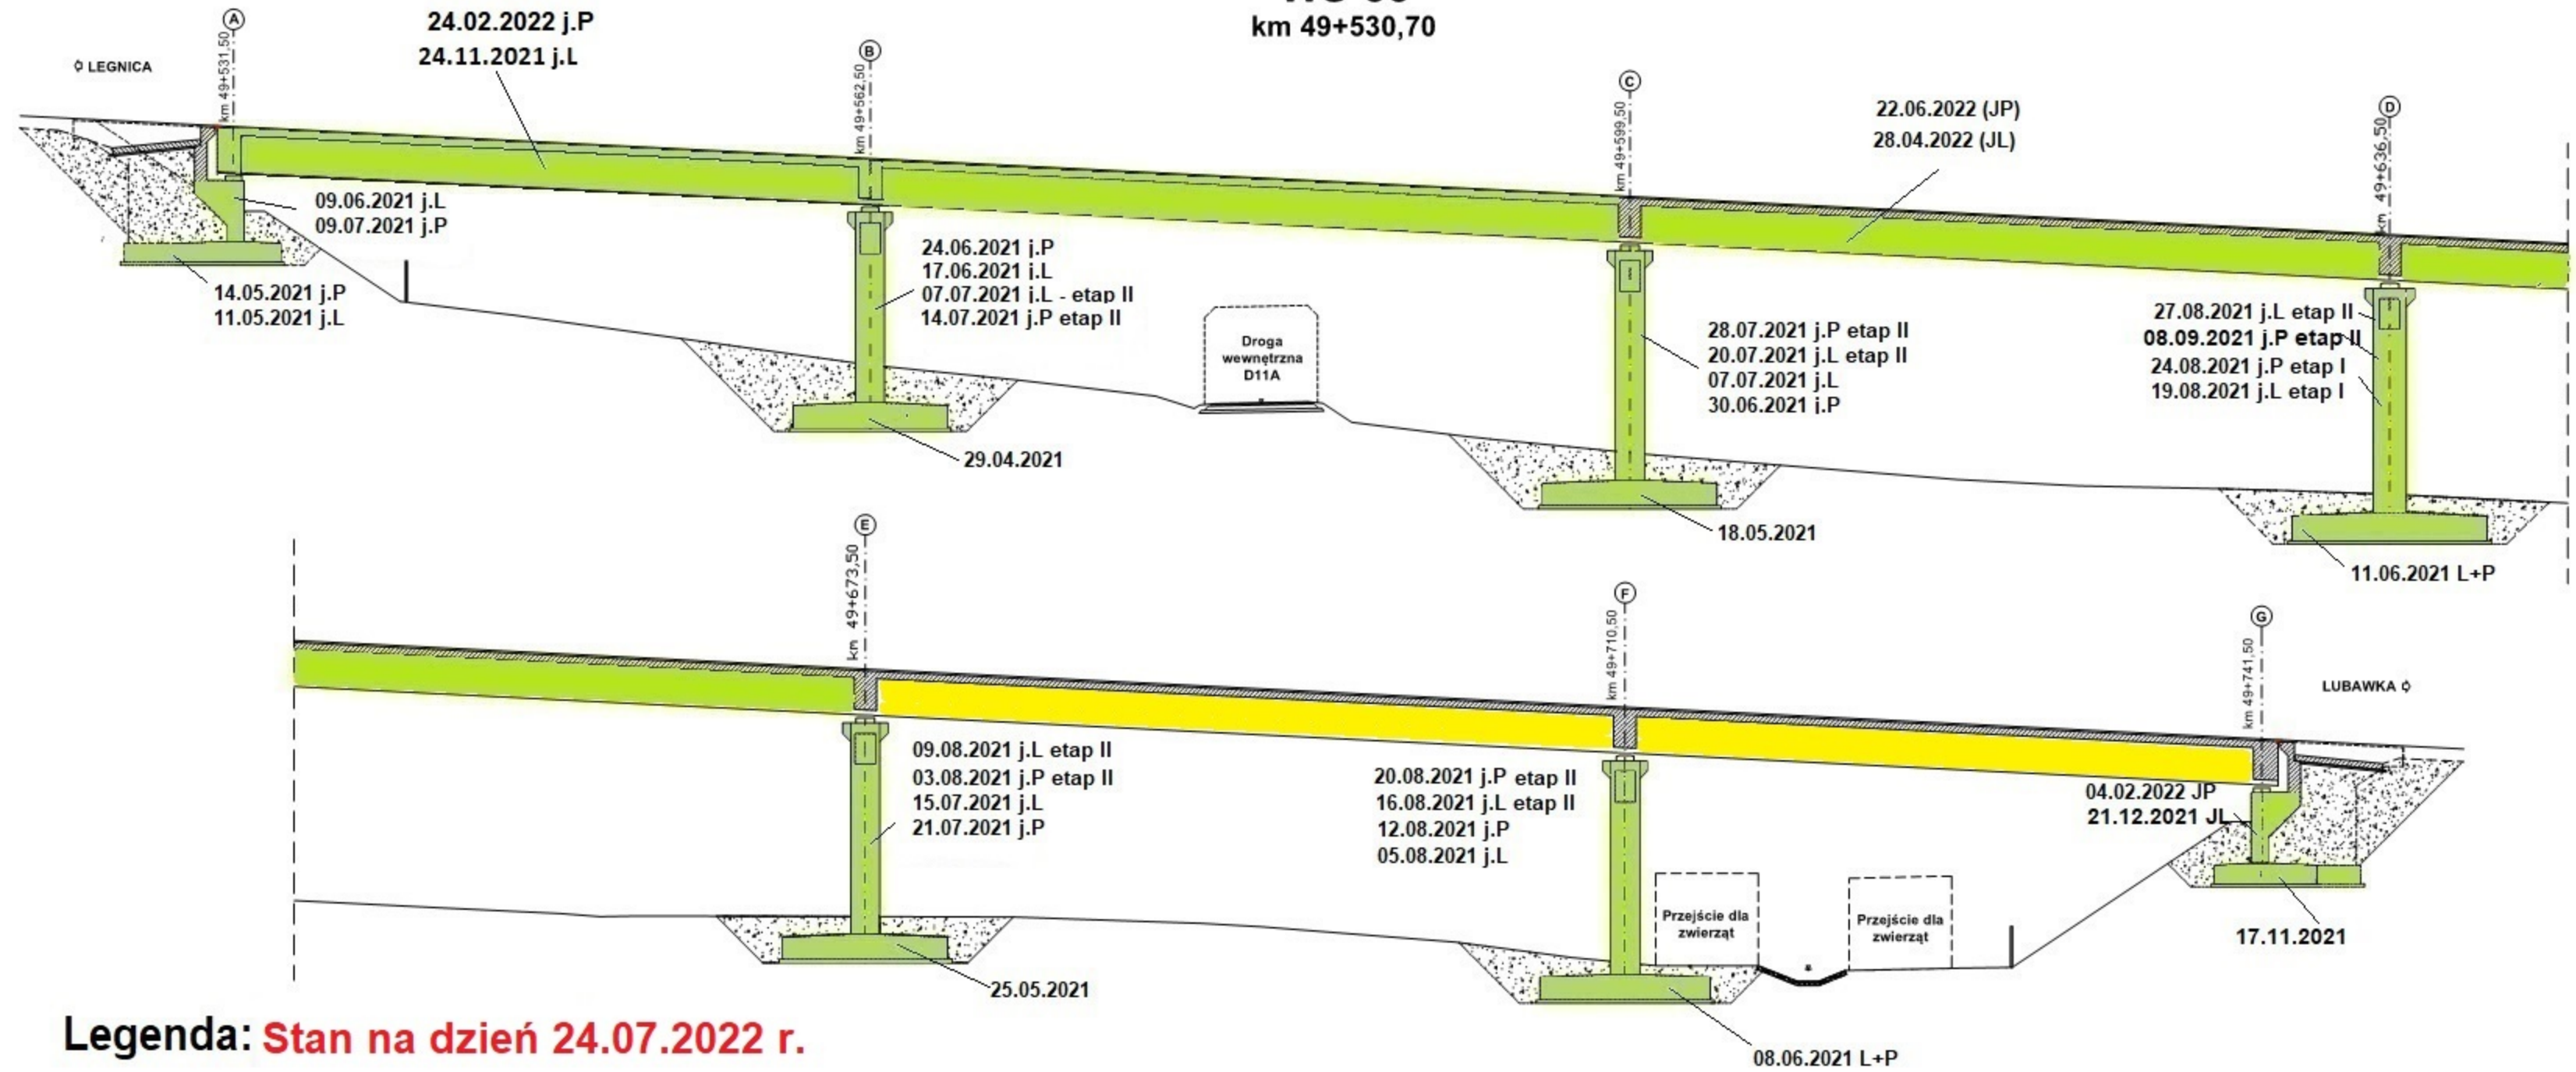 km 49+530,70
A
km 49+531,50
LEGNICA
24.02.2022 j.P
24.11.2021 j.L
B
km 49+562,50
C
km 49+599,50
22.06.2022 (JP)
28.04.2022 (JL)
D
km 49+636,50
09.06.2021 j.L
09.07.2021 j.P
14.05.2021 j.P
11.05.2021 j.L
24.06.2021 j.P
17.06.2021 j.L
07.07.2021 j.L - etap II
14.07.2021 j.P etap II
29.04.2021
Droga
wewnętrzna
D11A
28.07.2021 j.P etap II
20.07.2021 j.L etap II
07.07.2021 j.L
30.06.2021 j.P
18.05.2021
27.08.2021 j.L etap II
08.09.2021 j.P etap II
24.08.2021 j.P etap I
19.08.2021 j.L etap I
11.06.2021 L+P
E
km 49+673,50
F
km 49+710,50
G
km 49+741,50
LUBAWKA
09.08.2021 j.L etap II
03.08.2021 j.P etap II
15.07.2021 j.L
21.07.2021 j.P
25.05.2021
20.08.2021 j.P etap II
16.08.2021 j.L etap II
12.08.2021 j.P
05.08.2021 j.L
Przejście dla
zwierząt
Przejście dla
zwierząt
08.06.2021 L+P
04.02.2022 JP
21.12.2021 JL
17.11.2021
Legenda: Stan na dzień 24.07.2022 r.